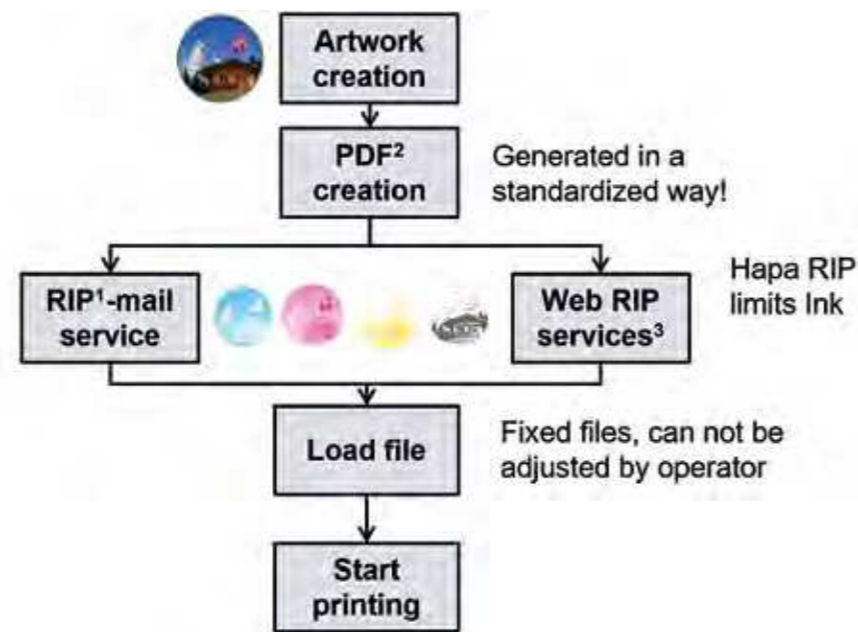 Artwork
creation
PDF²
creation
Generated in a
standardized way!
RIP¹-mail
service
Web RIP
services³
Hapa RIP
limits Ink
Load file
Fixed files, can not be
adjusted by operator
Start
printing